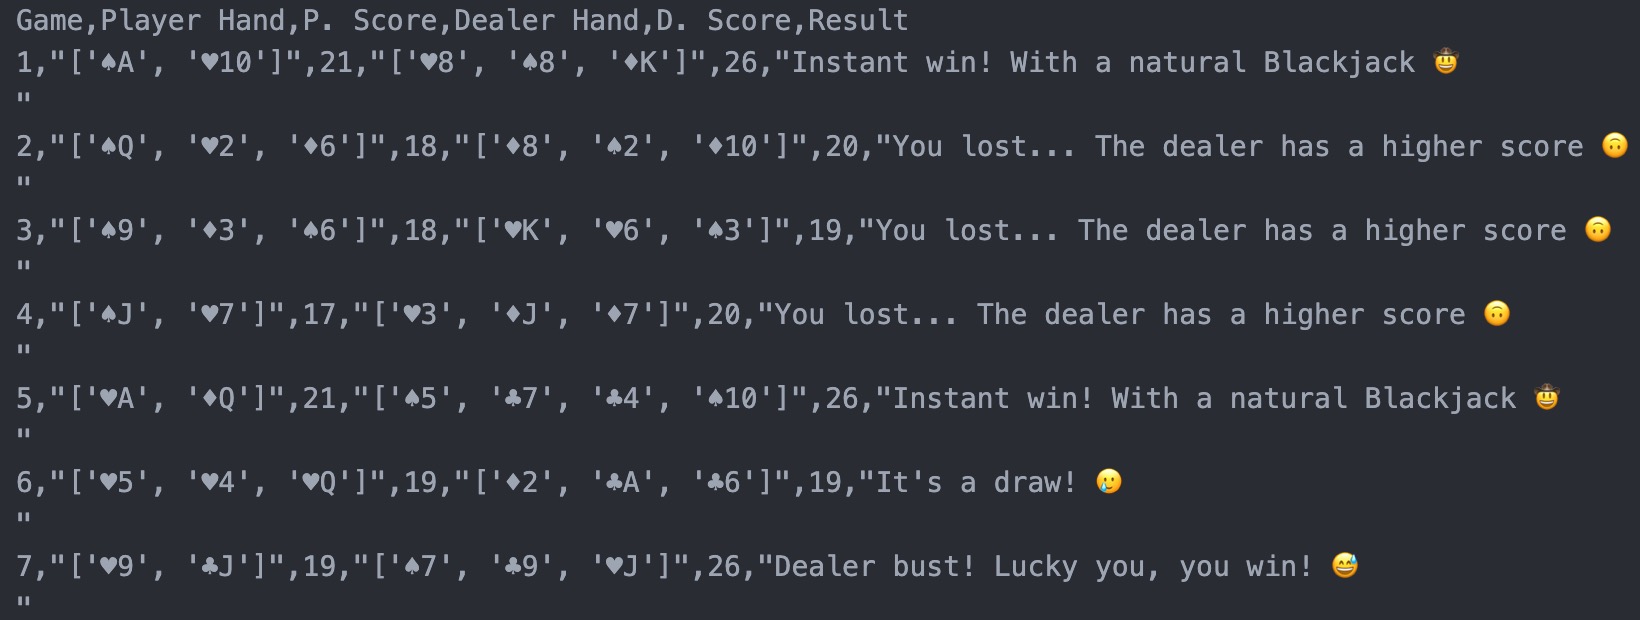 Game,Player Hand,P. Score,Dealer Hand,D. Score,Result
1,"['♠A', '♥10']",21,"['♥8', '♠8', '♦K']",26,"Instant win! With a natural Blackjack 🤠
"
2,"['♠Q', '♥2', '♦6']",18,"['♦8', '♠2', '♦10']",20,"You lost... The dealer has a higher score 🙃
"
3,"['♠9', '♦3', '♠6']",18,"['♥K', '♥6', '♠3']",19,"You lost... The dealer has a higher score 🙃
"
4,"['♠J', '♥7']",17,"['♥3', '♦J', '♦7']",20,"You lost... The dealer has a higher score 🙃
"
5,"['♥A', '♦Q']",21,"['♠5', '♣7', '♣4', '♠10']",26,"Instant win! With a natural Blackjack 🤠
"
6,"['♥5', '♥4', '♥Q']",19,"['♦2', '♣A', '♣6']",19,"It's a draw! 🥲
"
7,"['♥9', '♣J']",19,"['♠7', '♣9', '♥J']",26,"Dealer bust! Lucky you, you win! 😅
"